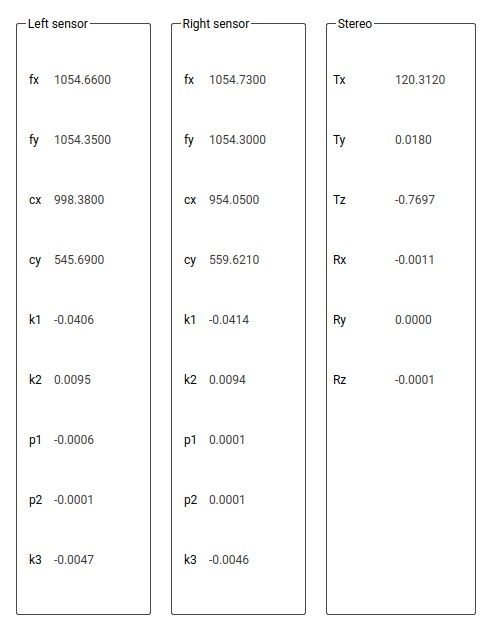 Left sensor
fx 1054.6600
fy 1054.3500
cx 998.3800
cy 545.6900
k1 -0.0406
k2 0.0095
p1 -0.0006
p2 -0.0001
k3 -0.0047
Right sensor
fx 1054.7300
fy 1054.3000
cx 954.0500
cy 559.6210
k1 -0.0414
k2 0.0094
p1 0.0001
p2 0.0001
k3 -0.0046
Stereo
Tx 120.3120
Ty 0.0180
Tz -0.7697
Rx -0.0011
Ry 0.0000
Rz -0.0001